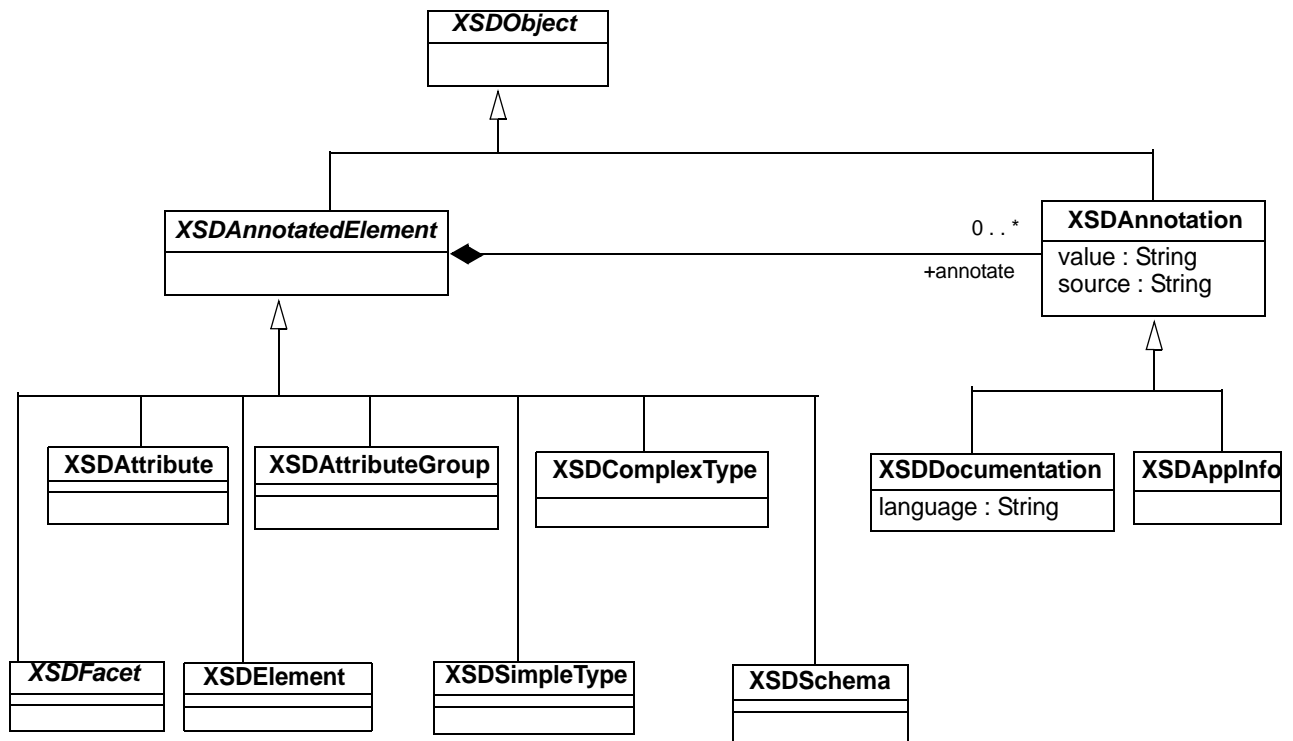 XSDObject
XSDAnnotatedElement
0 . . *
+annotate
XSDAnnotation
value : String
source : String
XSDAttribute
XSDAttributeGroup
XSDComplexType
XSDDocumentation
language : String
XSDAppInfo
XSDFacet
XSDElement
XSDSimpleType
XSDSchema